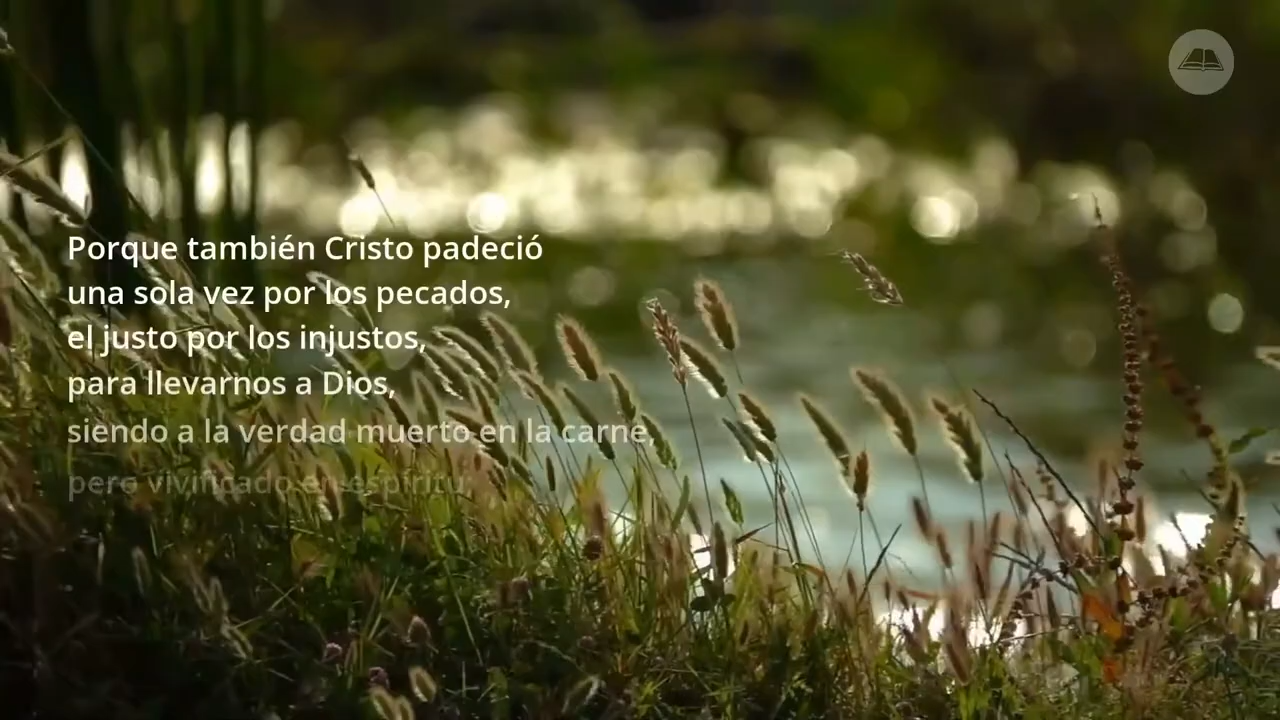 Porque también Cristo padeció
una sola vez por los pecados,
el justo por los injustos,
para llevarnos a Dios,
siendo a la verdad muerto en la carne,
pero vivificado en espíritu